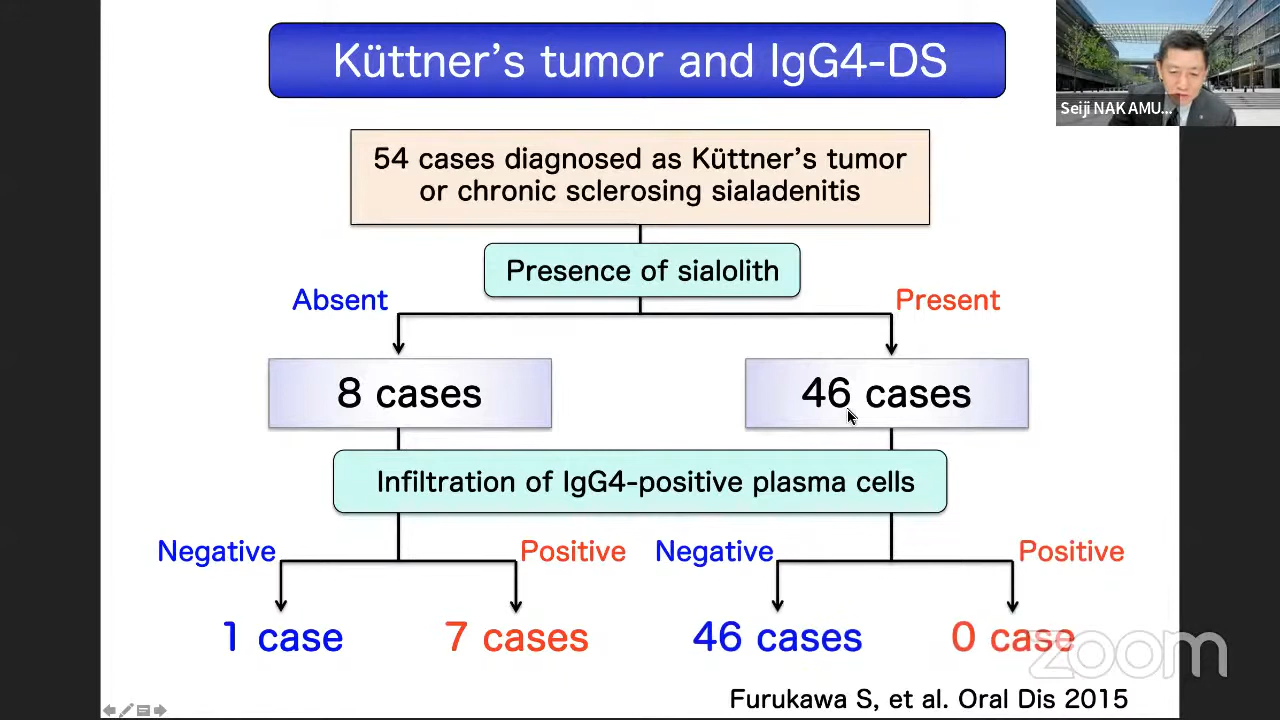 Küttner's tumor and IgG4-DS
Seiji NAKAMU...
54 cases diagnosed as Küttner's tumor
or chronic sclerosing sialadenitis
Presence of sialolith
Absent
Present
8 cases
46 cases
Infiltration of IgG4-positive plasma cells
Negative
Positive
Negative
Positive
1 case
7 cases
46 cases
0 case
zoom
Furukawa S, et al. Oral Dis 2015